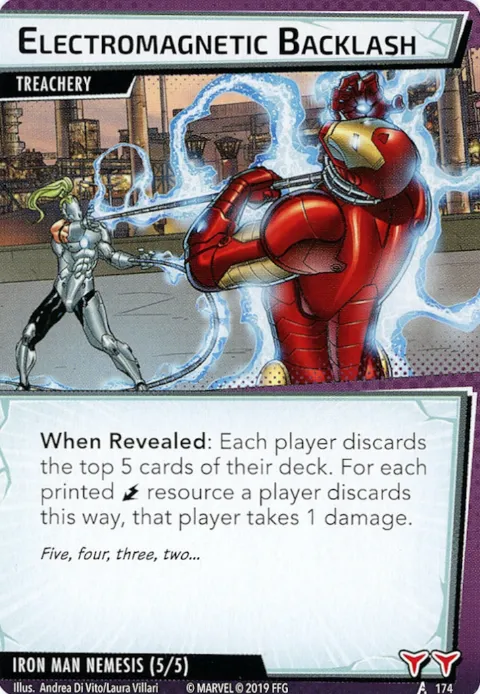 Electromagnetic Backlash
TREACHERY
When Revealed: Each player discards
the top 5 cards of their deck. For each
printed resource a player discards
this way, that player takes 1 damage.
Five, four, three, two...
IRON MAN NEMESIS (5/5)
Illus. Andrea Di Vito/Laura Villari © MARVEL © 2019 FFG 174